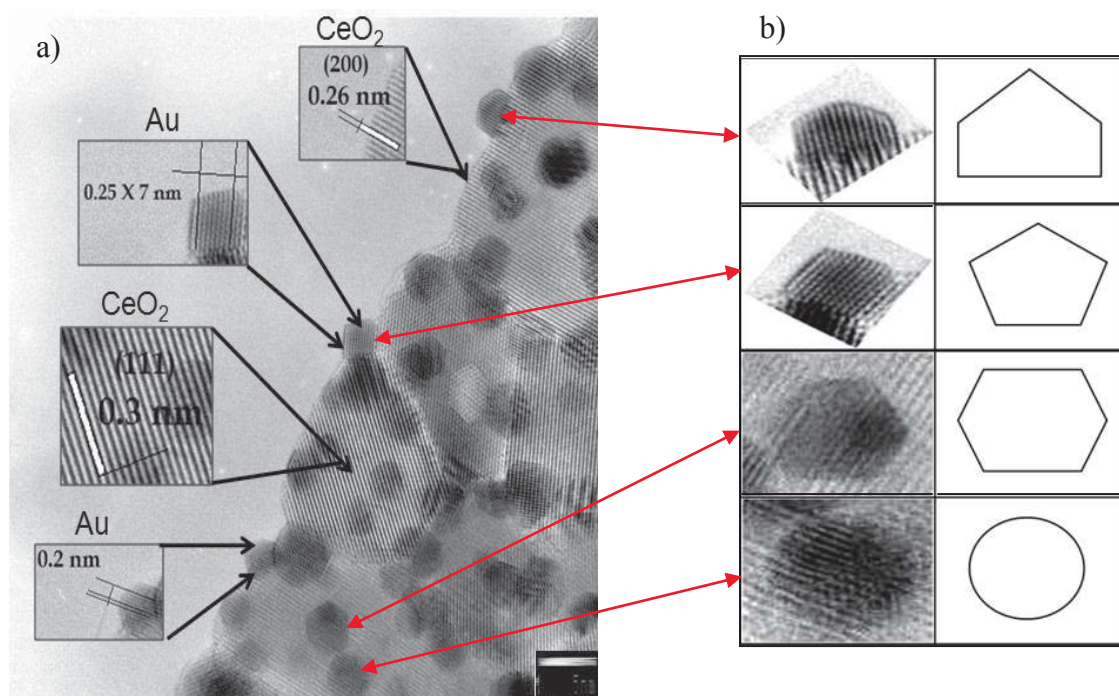 a)
b)
CeO2
(200)
0.26 nm
Au
0.25 X 7 nm
CeO2
(111)
0.3 nm
Au
0.2 nm